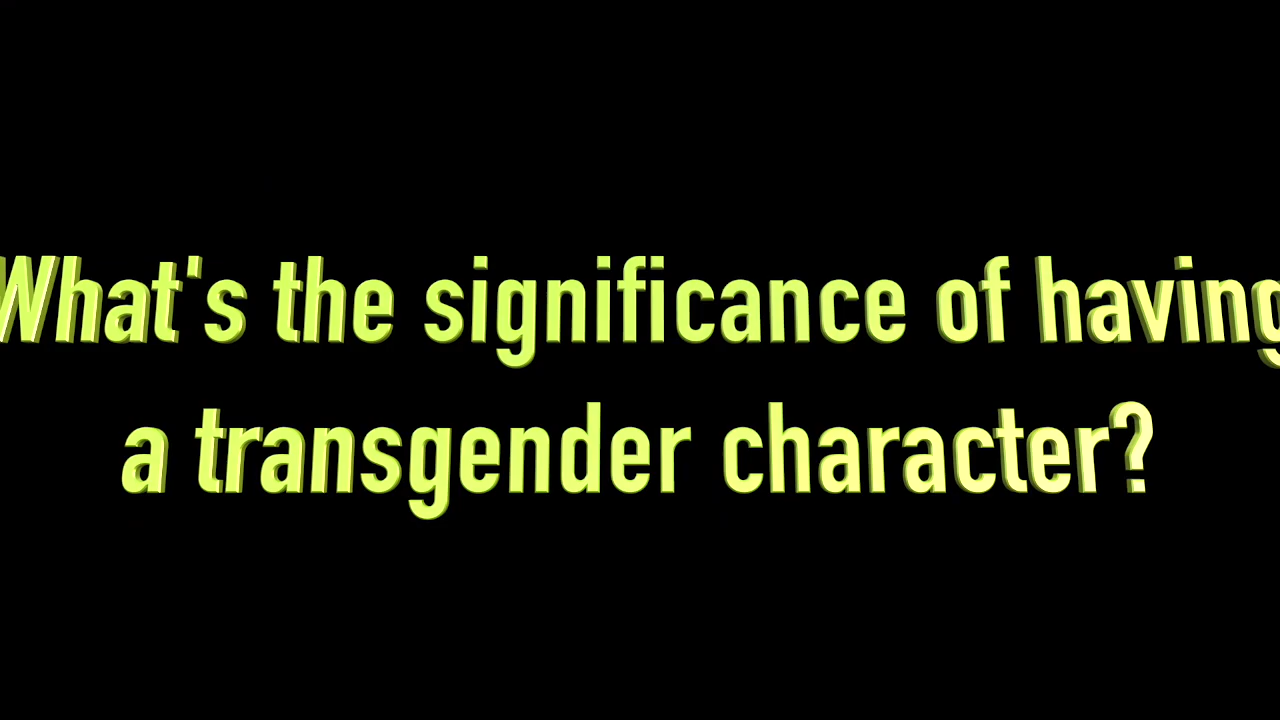 What's the significance of having
a transgender character?